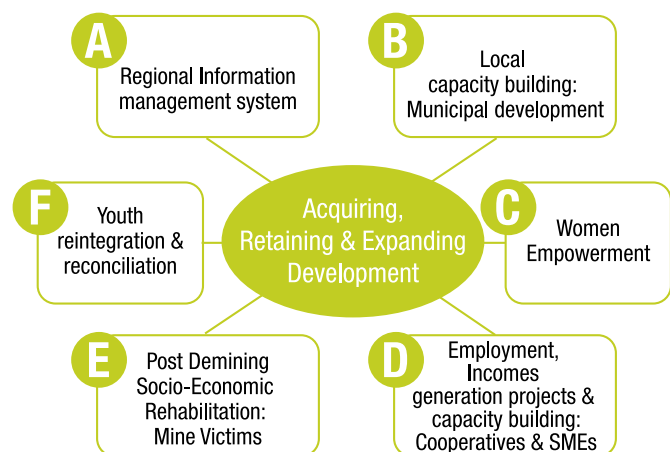 A
Regional Information
management system
B
Local
capacity building:
Municipal development
F
Youth
reintegration &
reconciliation
Acquiring,
Retaining & Expanding
Development
C
Women
Empowerment
E
Post Demining
Socio-Economic
Rehabilitation:
Mine Victims
D
Employment,
Incomes
generation projects &
capacity building:
Cooperatives & SMEs